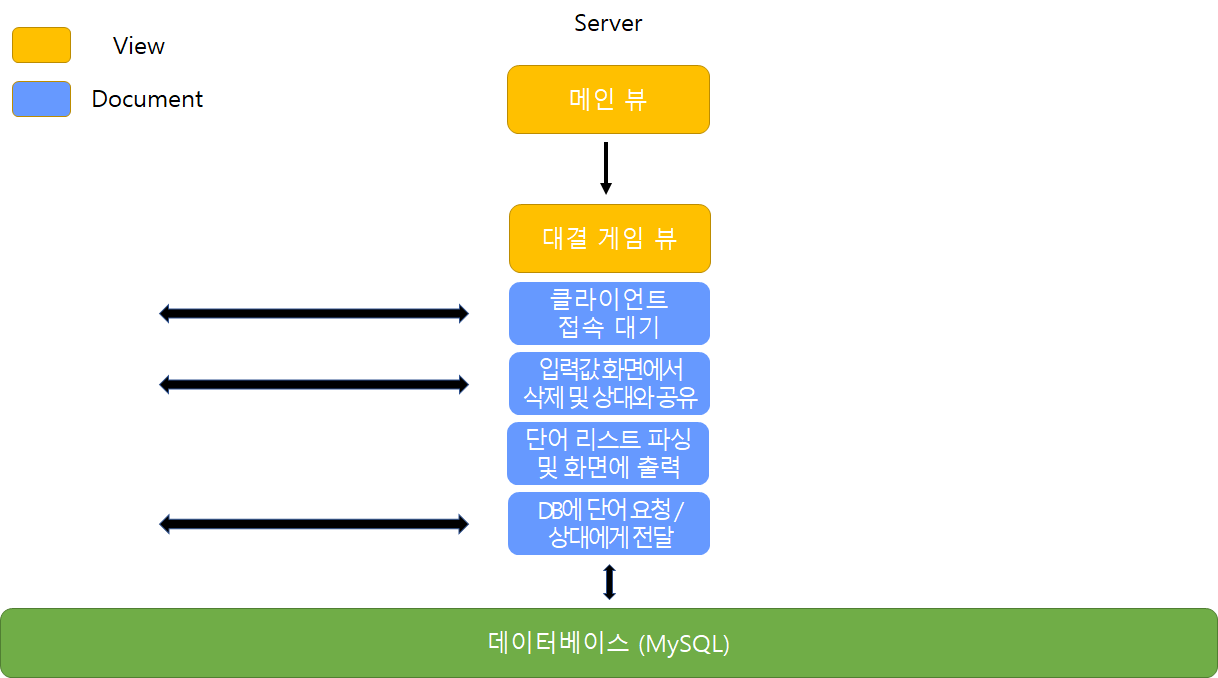 Server
View
Document
메인 뷰
대결 게임 뷰
클라이언트
접속 대기
입력값 화면에서
삭제 및 상대와 공유
단어 리스트 파싱
및 화면에 출력
DB에 단어 요청 /
상대에게 전달
데이터베이스 (MySQL)